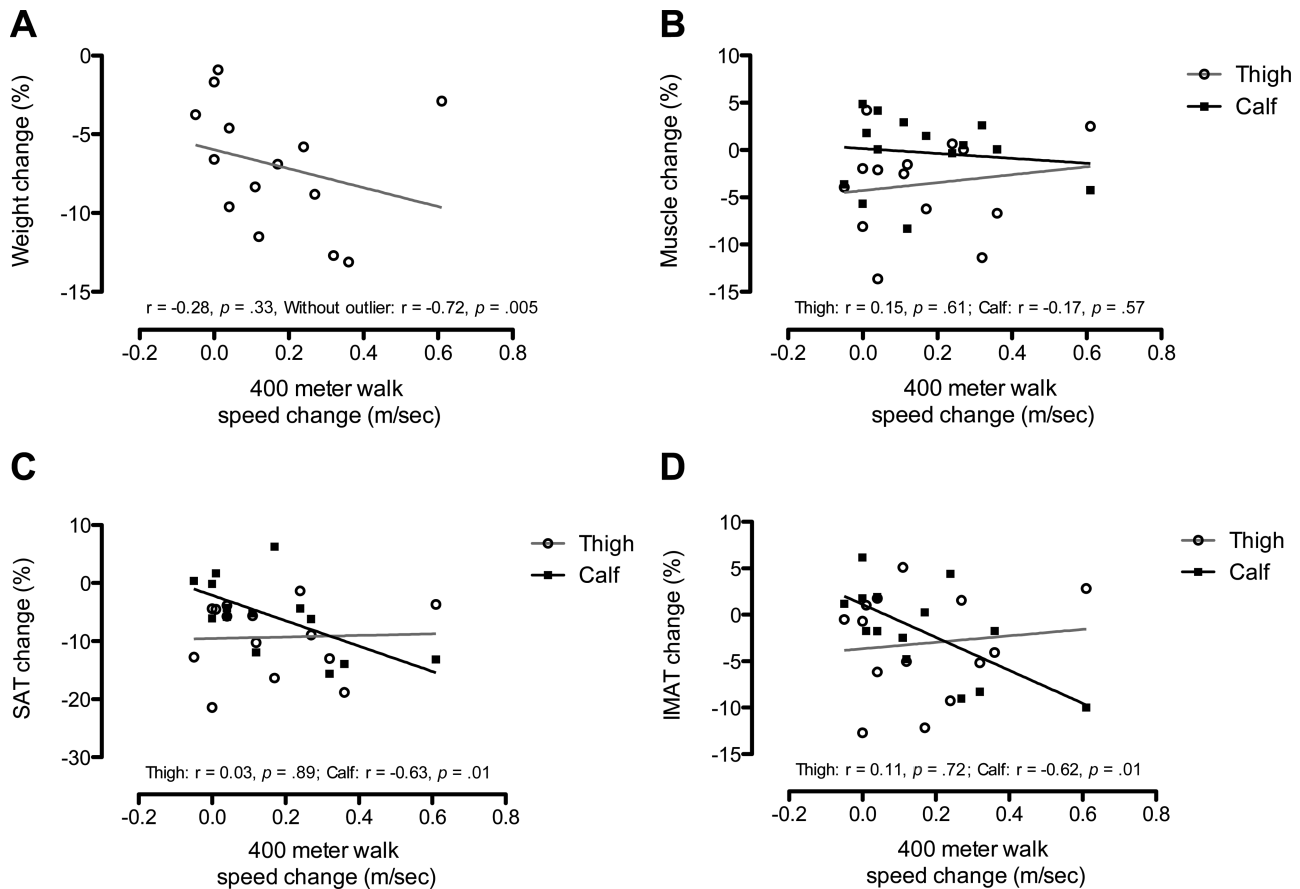 A
Weight change (%)
0
-5
-10
-15
r = -0.28, p = .33, Without outlier: r = -0.72, p = .005
-0.2 0.0 0.2 0.4 0.6 0.8
400 meter walk
speed change (m/sec)
B
Muscle change (%)
10
5
0
-5
-10
-15
Thigh
Calf
Thigh: r = 0.15, p = .61; Calf: r = -0.17, p = .57
-0.2 0.0 0.2 0.4 0.6 0.8
400 meter walk
speed change (m/sec)
C
SAT change (%)
10
0
-10
-20
-30
Thigh
Calf
Thigh: r = 0.03, p = .89; Calf: r = -0.63, p = .01
-0.2 0.0 0.2 0.4 0.6 0.8
400 meter walk
speed change (m/sec)
D
IMAT change (%)
10
5
0
-5
-10
-15
Thigh
Calf
Thigh: r = 0.11, p = .72; Calf: r = -0.62, p = .01
-0.2 0.0 0.2 0.4 0.6 0.8
400 meter walk
speed change (m/sec)